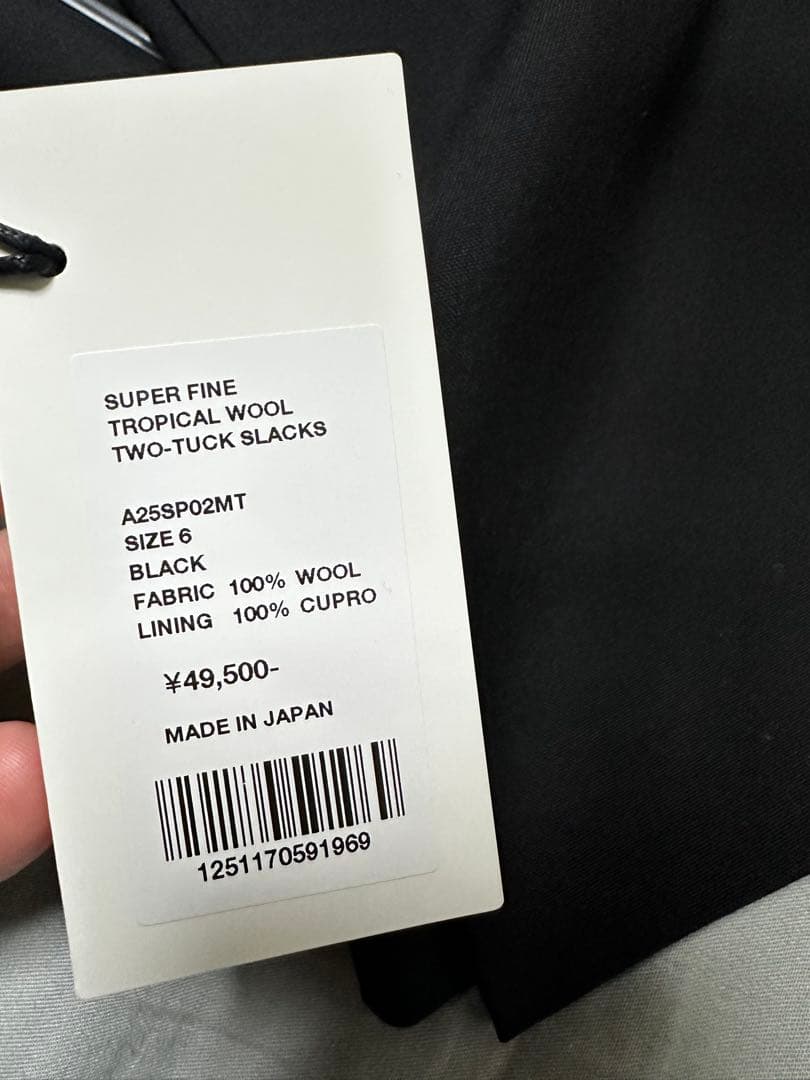 SUPER FINE
TROPICAL WOOL
TWO-TUCK SLACKS
A25SP02MT
SIZE 6
BLACK
FABRIC 100% WOOL
LINING 100% CUPRO
¥49,500-
MADE IN JAPAN
1251170591969